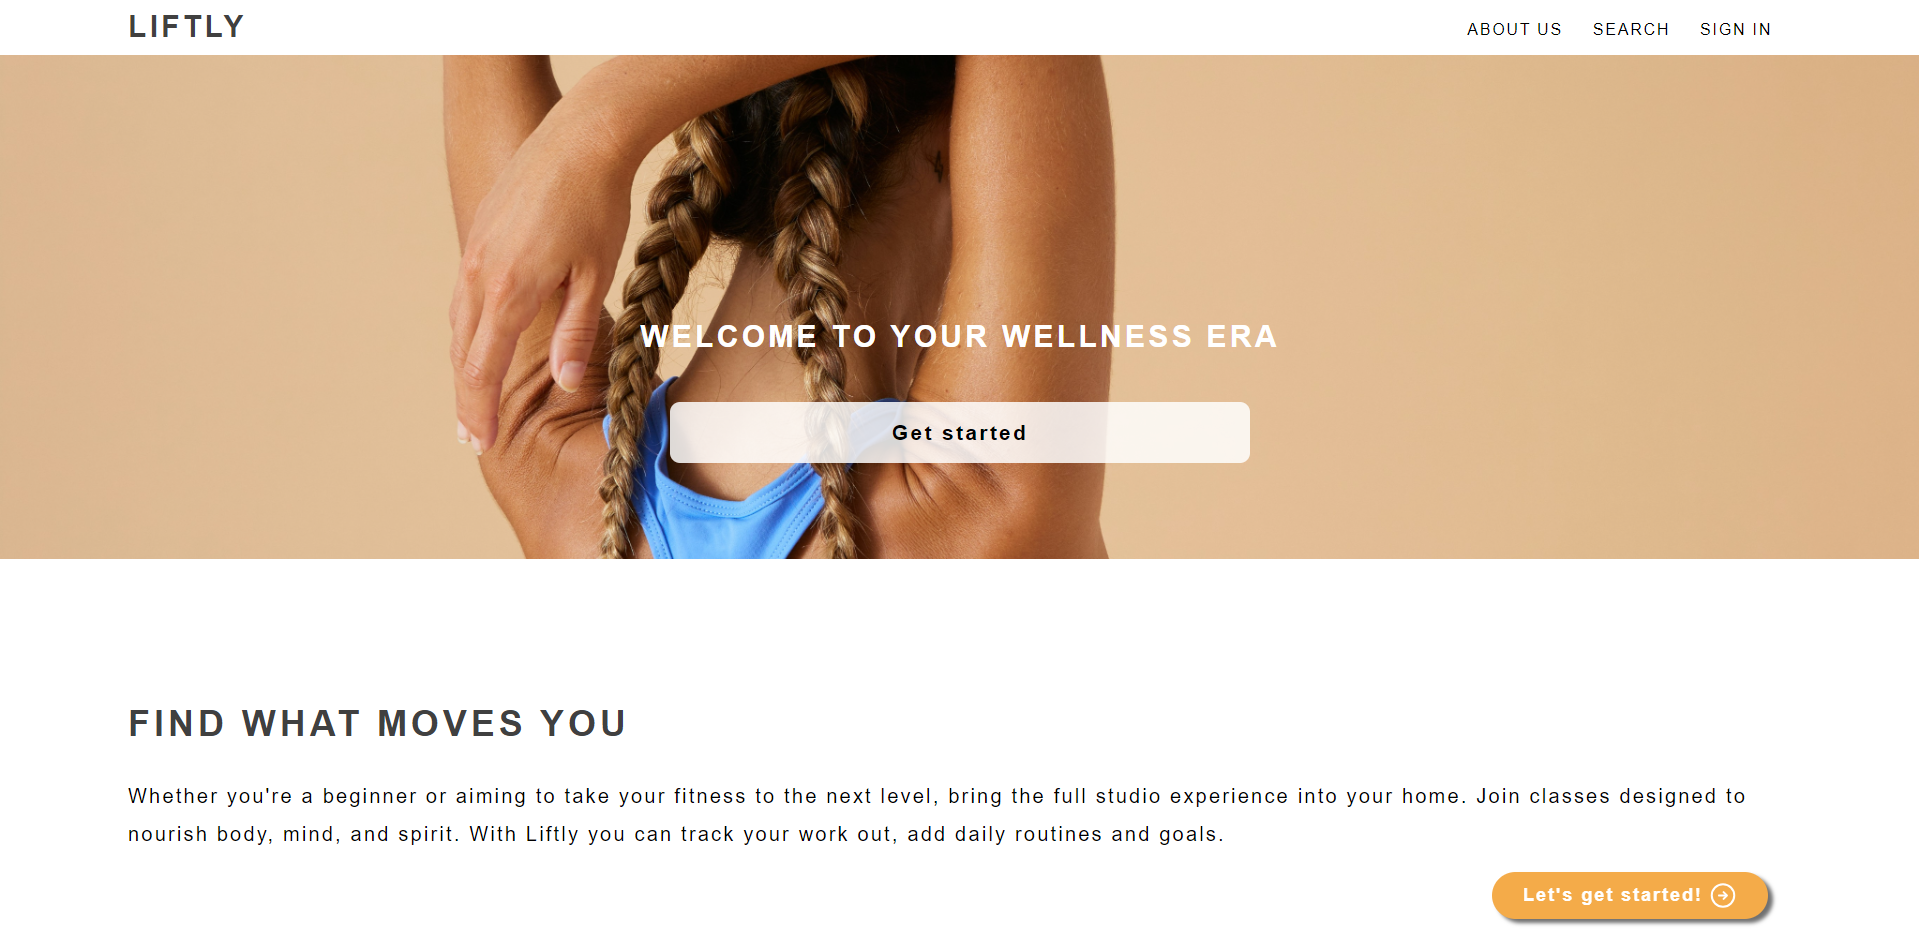 LIFTLY
ABOUT US SEARCH SIGN IN
WELCOME TO YOUR WELLNESS ERA
Get started
FIND WHAT MOVES YOU
Whether you're a beginner or aiming to take your fitness to the next level, bring the full studio experience into your home. Join classes designed to
nourish body, mind, and spirit. With Liftly you can track your work out, add daily routines and goals.
Let's get started!